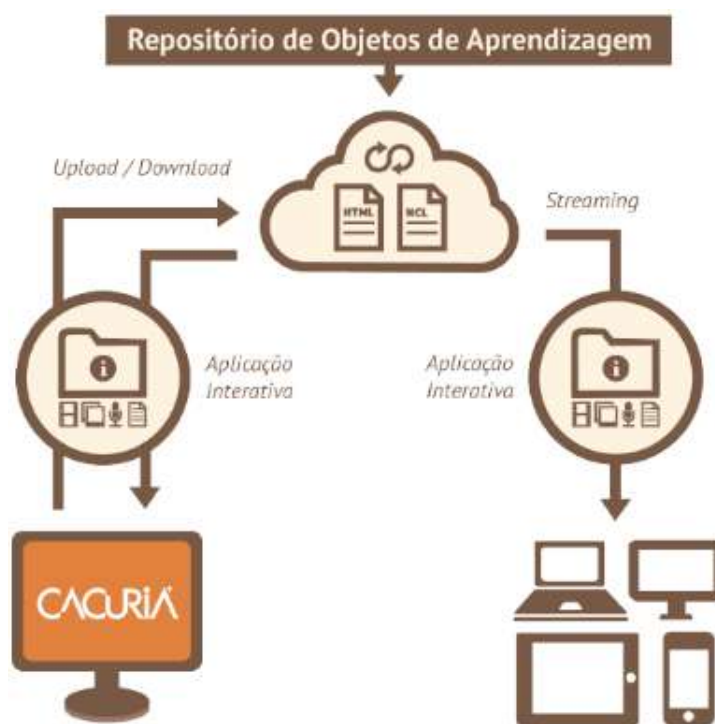 Repositório de Objetos de Aprendizagem
Upload / Download
HTML
NCL
Streaming
Aplicação
Interativa
Aplicação
Interativa
CACURIÁ